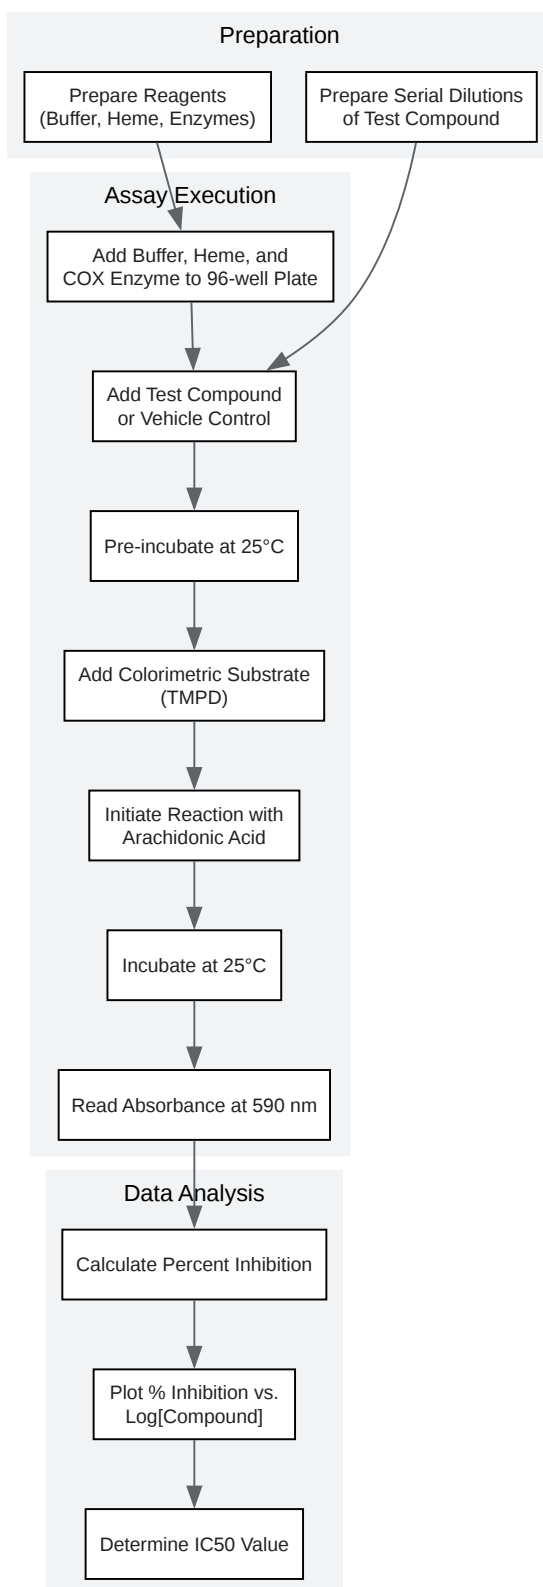 Preparation
Prepare Reagents
(Buffer, Heme, Enzymes)
Prepare Serial Dilutions
of Test Compound
Assay Execution
Add Buffer, Heme, and
COX Enzyme to 96-well Plate
Add Test Compound
or Vehicle Control
Pre-incubate at 25°C
Add Colorimetric Substrate
(TMPD)
Initiate Reaction with
Arachidonic Acid
Incubate at 25°C
Read Absorbance at 590 nm
Data Analysis
Calculate Percent Inhibition
Plot % Inhibition vs.
Log[Compound]
Determine IC50 Value